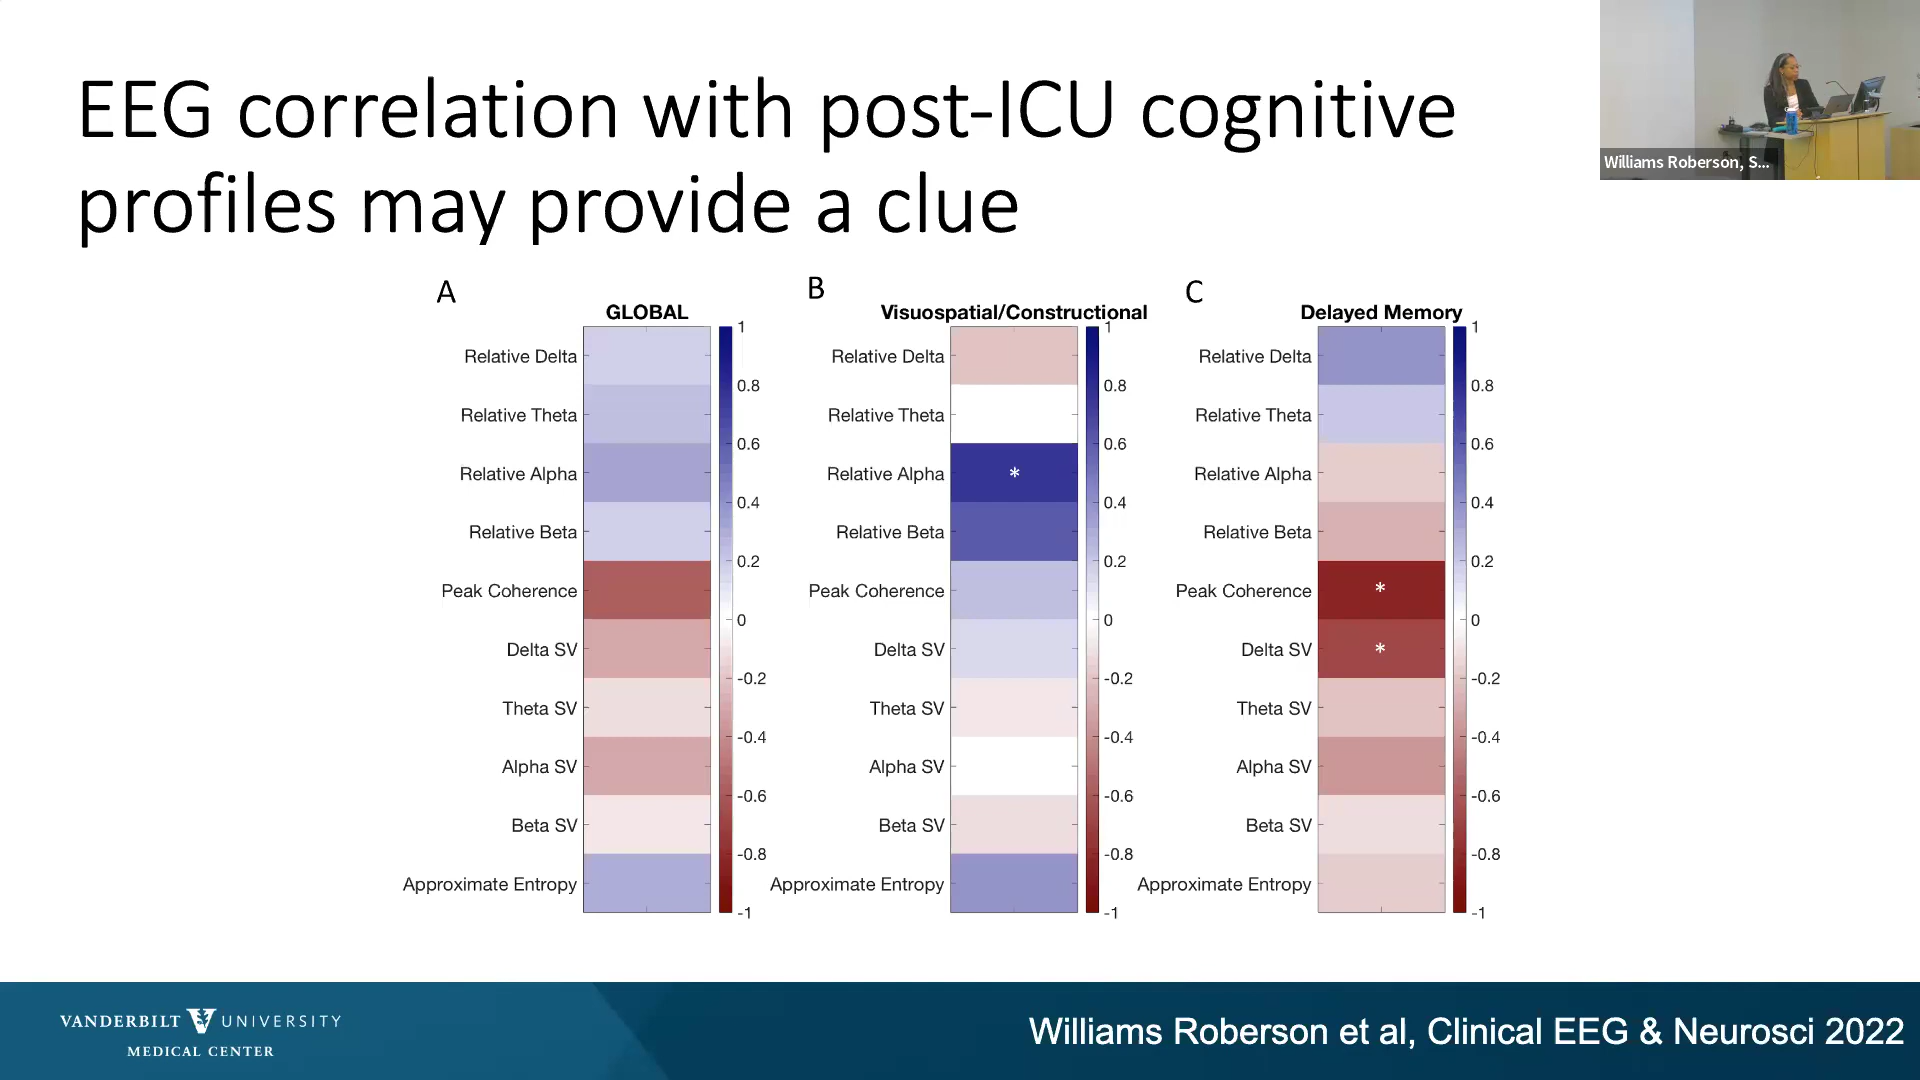 EEG correlation with post-ICU cognitive
profiles may provide a clue
Williams Roberson, S...
A
GLOBAL
Relative Delta
Relative Theta
Relative Alpha
Relative Beta
Peak Coherence
Delta SV
Theta SV
Alpha SV
Beta SV
Approximate Entropy
1
0.8
0.6
0.4
0.2
0
-0.2
-0.4
-0.6
-0.8
-1
B
Visuospatial/Constructional
Relative Delta
Relative Theta
Relative Alpha
*
Relative Beta
Peak Coherence
Delta SV
Theta SV
Alpha SV
Beta SV
Approximate Entropy
1
0.8
0.6
0.4
0.2
0
-0.2
-0.4
-0.6
-0.8
-1
C
Delayed Memory
Relative Delta
Relative Theta
Relative Alpha
Relative Beta
Peak Coherence
*
Delta SV
*
Theta SV
Alpha SV
Beta SV
Approximate Entropy
1
0.8
0.6
0.4
0.2
0
-0.2
-0.4
-0.6
-0.8
-1
VANDERBILT V UNIVERSITY
MEDICAL CENTER
Williams Roberson et al, Clinical EEG & Neurosci 2022